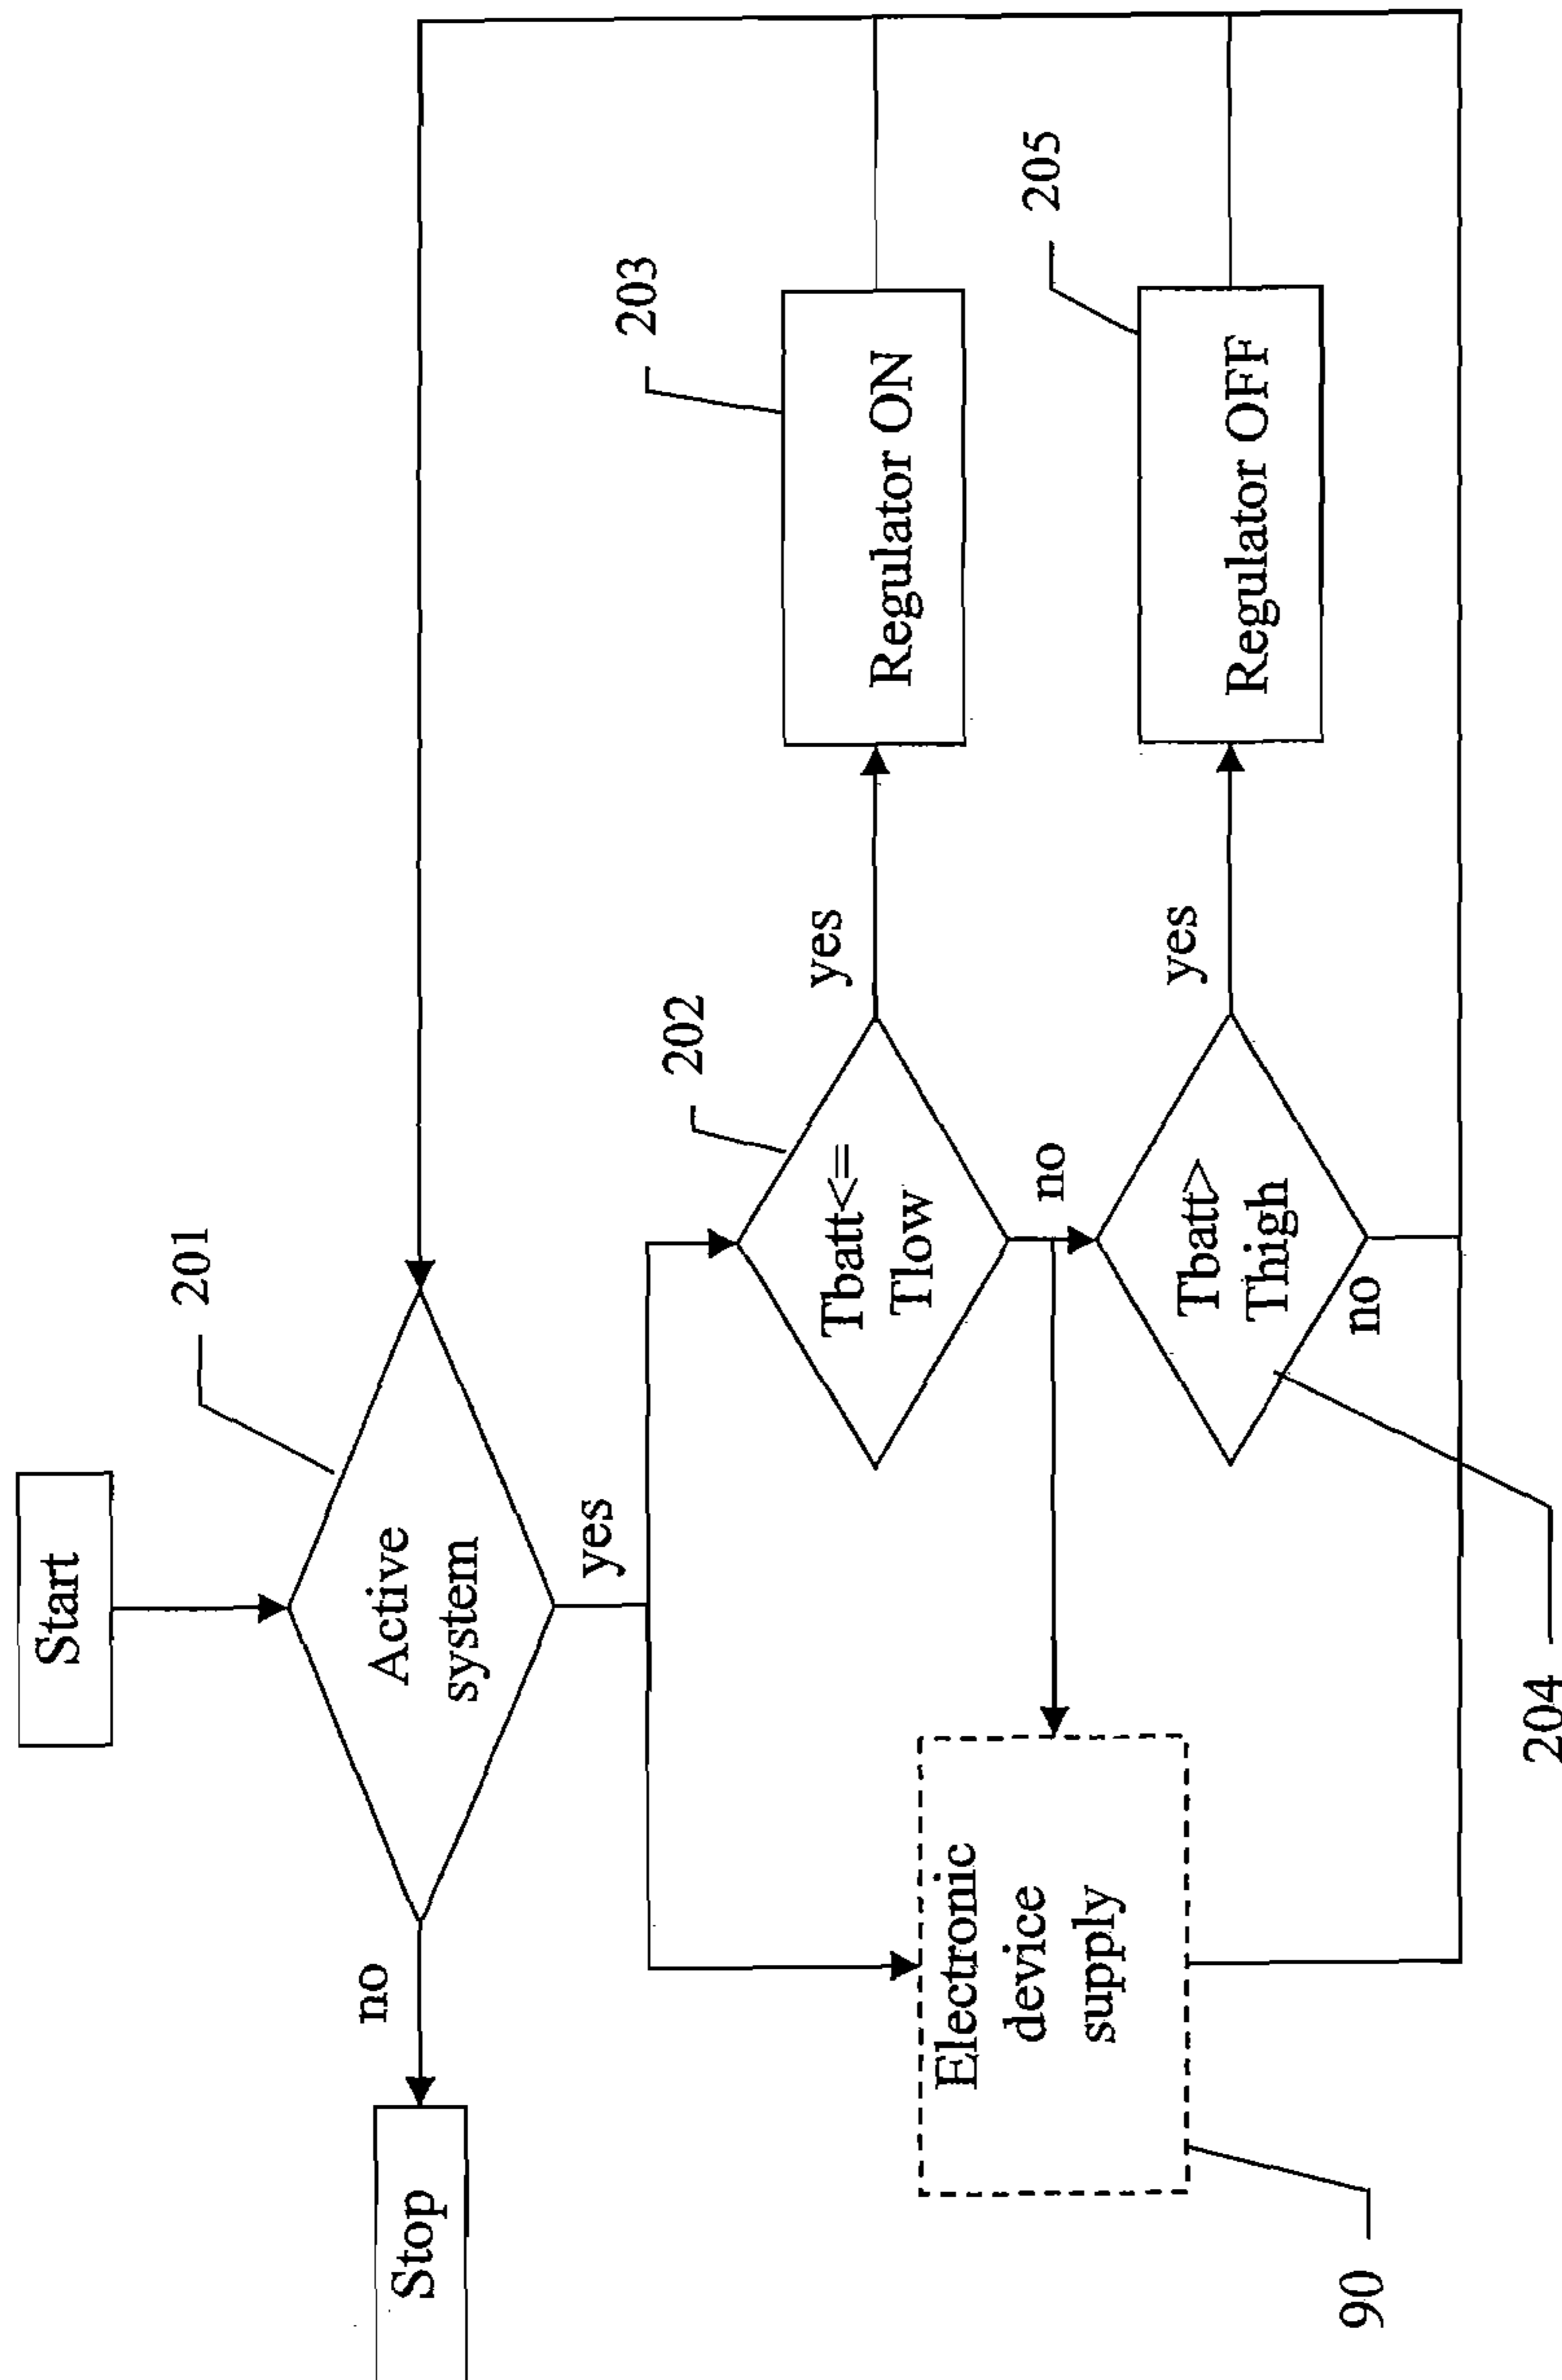 Start
201
Active
system
no
Stop
yes
202
Tbatt<=
Tlow
yes
203
Regulator ON
no
Electronic
device
supply
90
Tbatt>
Thigh
yes
205
Regulator OFF
no
204